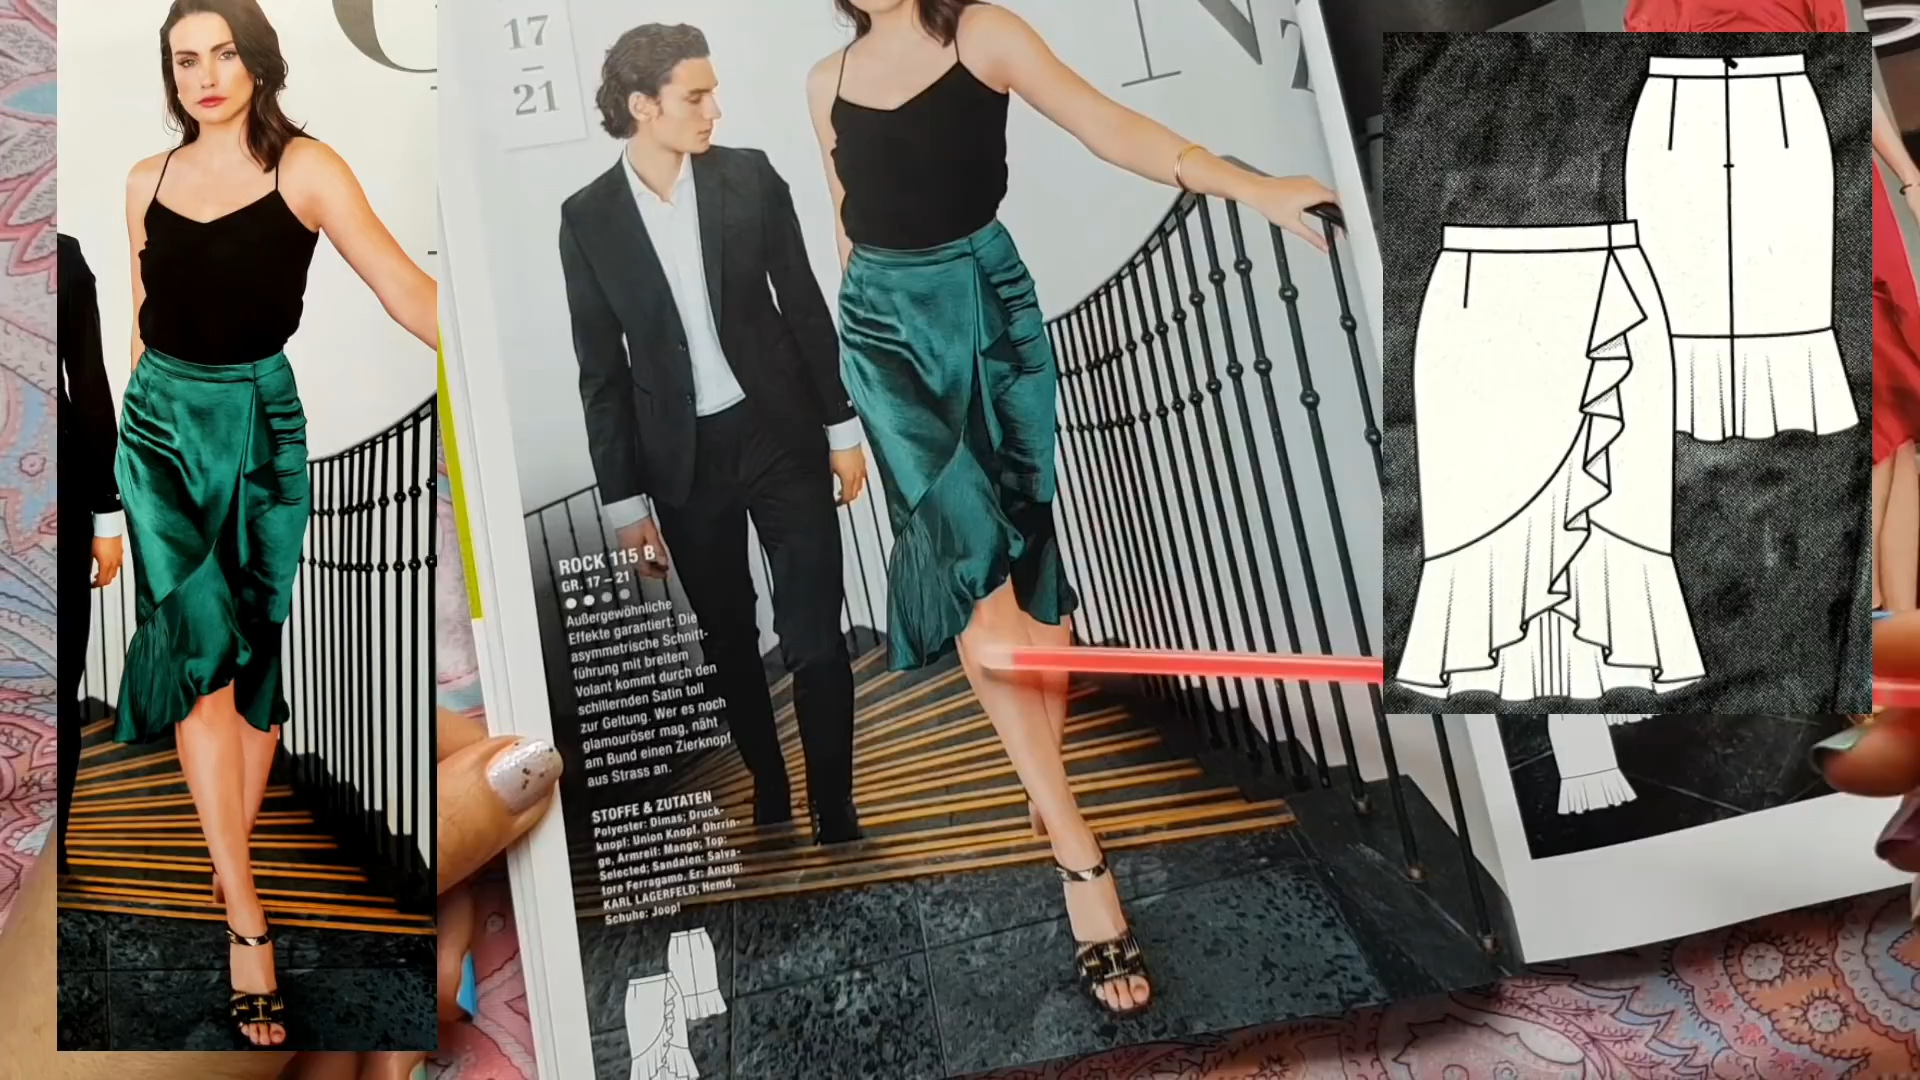 17
–
21
N
ROCK 115 B
GR. 17 – 21
Außergewöhnliche
Effekte garantiert: Die
asymmetrische Schnitt-
führung mit breitem
Volant kommt durch den
schillernden Satin toll
zur Geltung. Wer es noch
glamouröser mag, näht
am Bund einen Zierknopf
aus Strass an.
STOFFE & ZUTATEN
Polyester: Dimas; Druck-
knopf: Union Knopf. Ohrrin-
ge, Armreif: Mango; Top:
Selected; Sandalen: Salva-
tore Ferragamo. Er: Anzug:
KARL LAGERFELD; Hemd,
Schuhe: Joop!